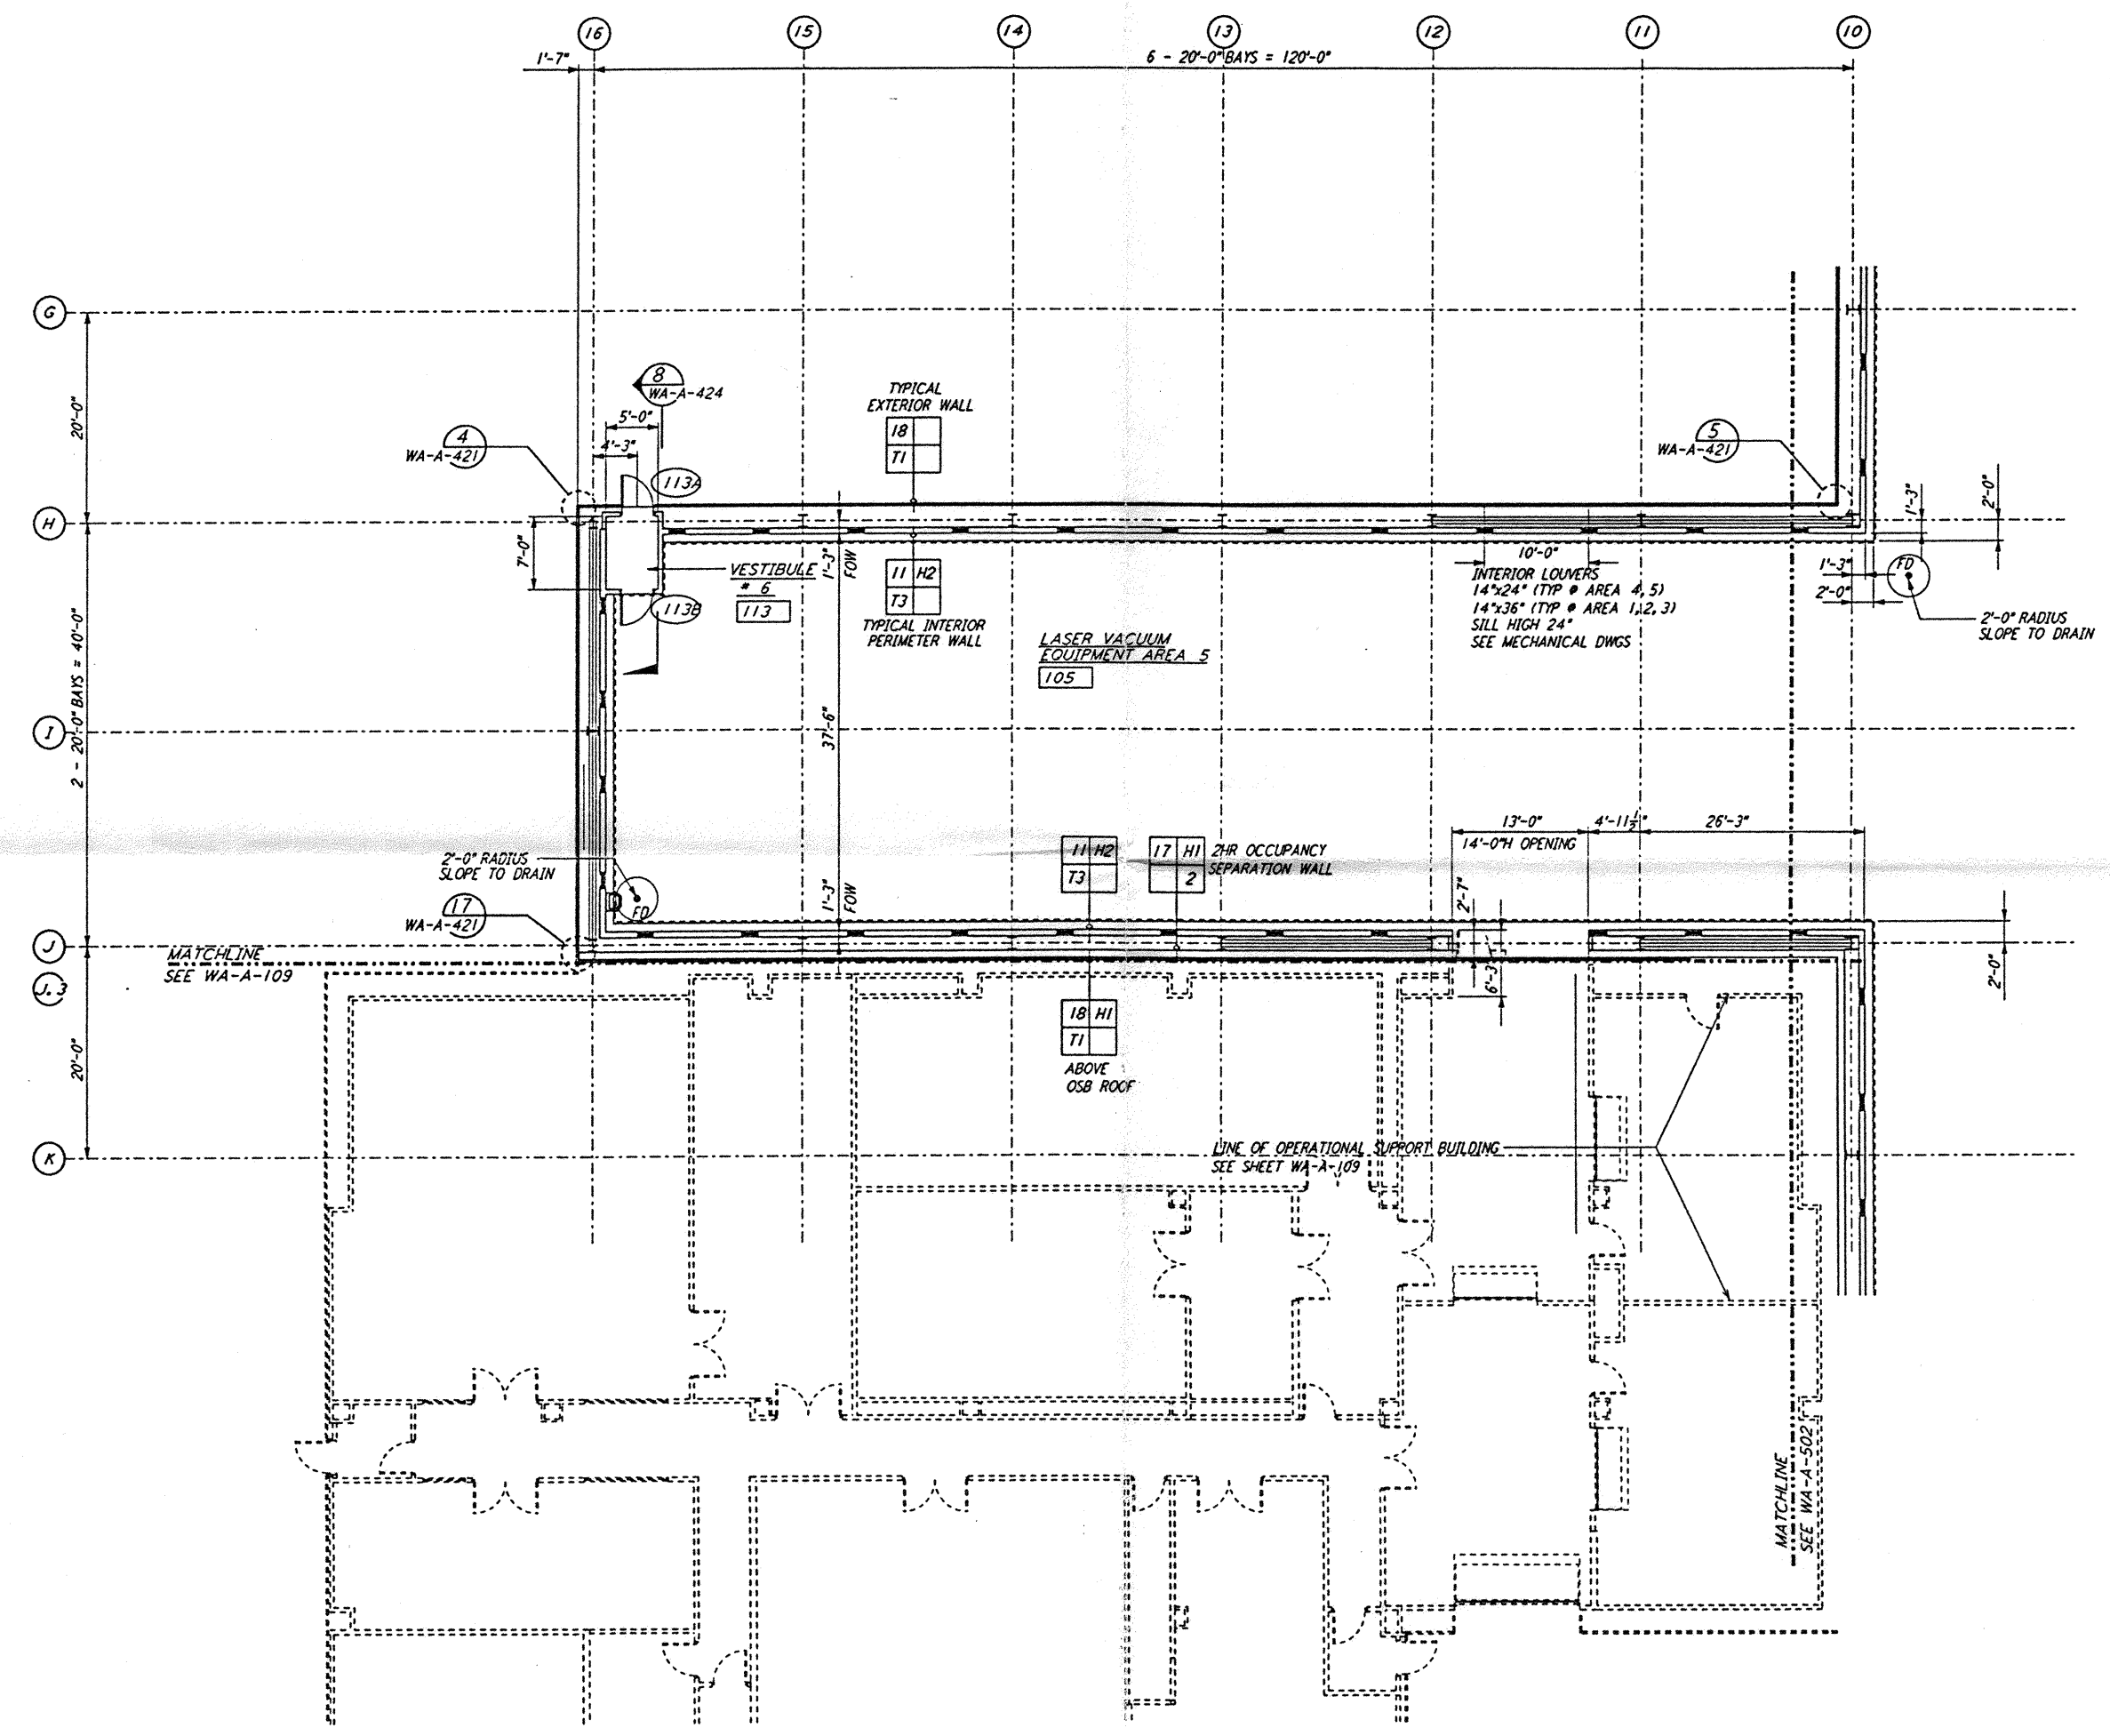 16
15
14
13
12
11
10
1'-7"
6 - 20'-0" BAYS = 120'-0"
G
20'-0"
8
WA-A-424
5'-0"
4'-3"
TYPICAL
EXTERIOR WALL
18
T1
4
WA-A-421
5
WA-A-421
113A
H
1'-3"
2'-0"
7'-0"
VESTIBULE
# 6
113
113B
1'-3"
FOW
11 H2
T3
TYPICAL INTERIOR
PERIMETER WALL
10'-0"
INTERIOR LOUVERS
14"x24" (TYP @ AREA 4, 5)
14"x36" (TYP @ AREA 1, 2, 3)
SILL HIGH 24"
SEE MECHANICAL DWGS
1'-3"
2'-0"
FD
2'-0" RADIUS
SLOPE TO DRAIN
LASER VACUUM
EQUIPMENT AREA 5
105
2 - 20'-0" BAYS = 40'-0"
I
37'-6"
13'-0"
4'-11 1/2"
26'-3"
14'-0"H OPENING
11 H2
T3
17 H1
2
2HR OCCUPANCY
SEPARATION WALL
2'-0" RADIUS
SLOPE TO DRAIN
FD
1'-3"
FOW
2'-7"
17
WA-A-421
J
MATCHLINE
SEE WA-A-109
J.3
6'-3"
2'-0"
18 H1
T1
ABOVE
OSB ROOF
20'-0"
K
LINE OF OPERATIONAL SUPPORT BUILDING
SEE SHEET WA-A-109
MATCHLINE
SEE WA-A-502